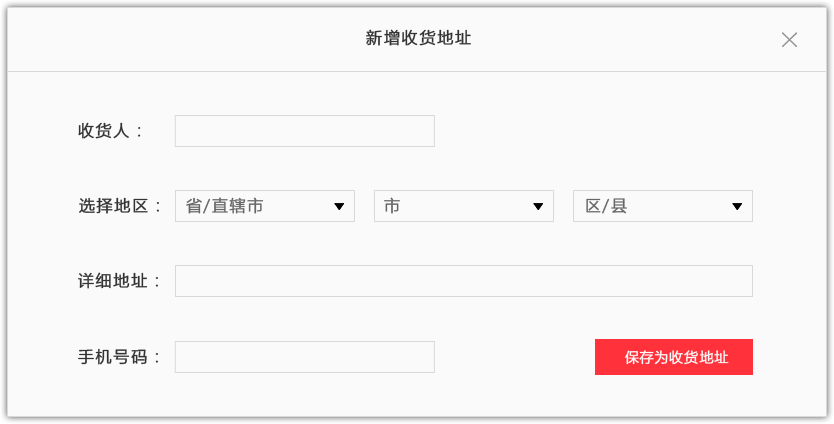 新增收货地址
收货人：
选择地区： 省/直辖市 市 区/县
详细地址：
手机号码： 保存为收货地址